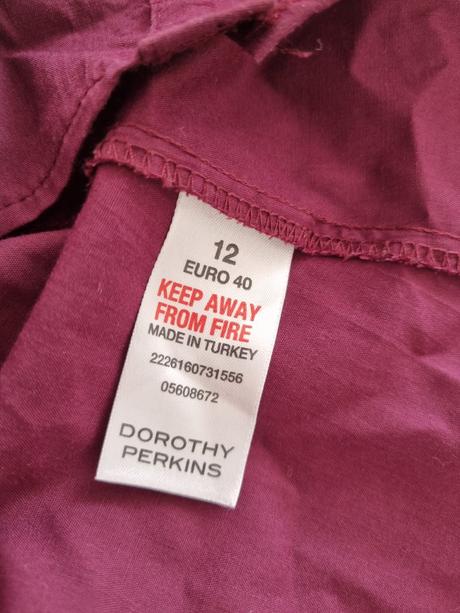 12
EURO 40
KEEP AWAY
FROM FIRE
MADE IN TURKEY
2226160731556
05608672
DOROTHY
PERKINS